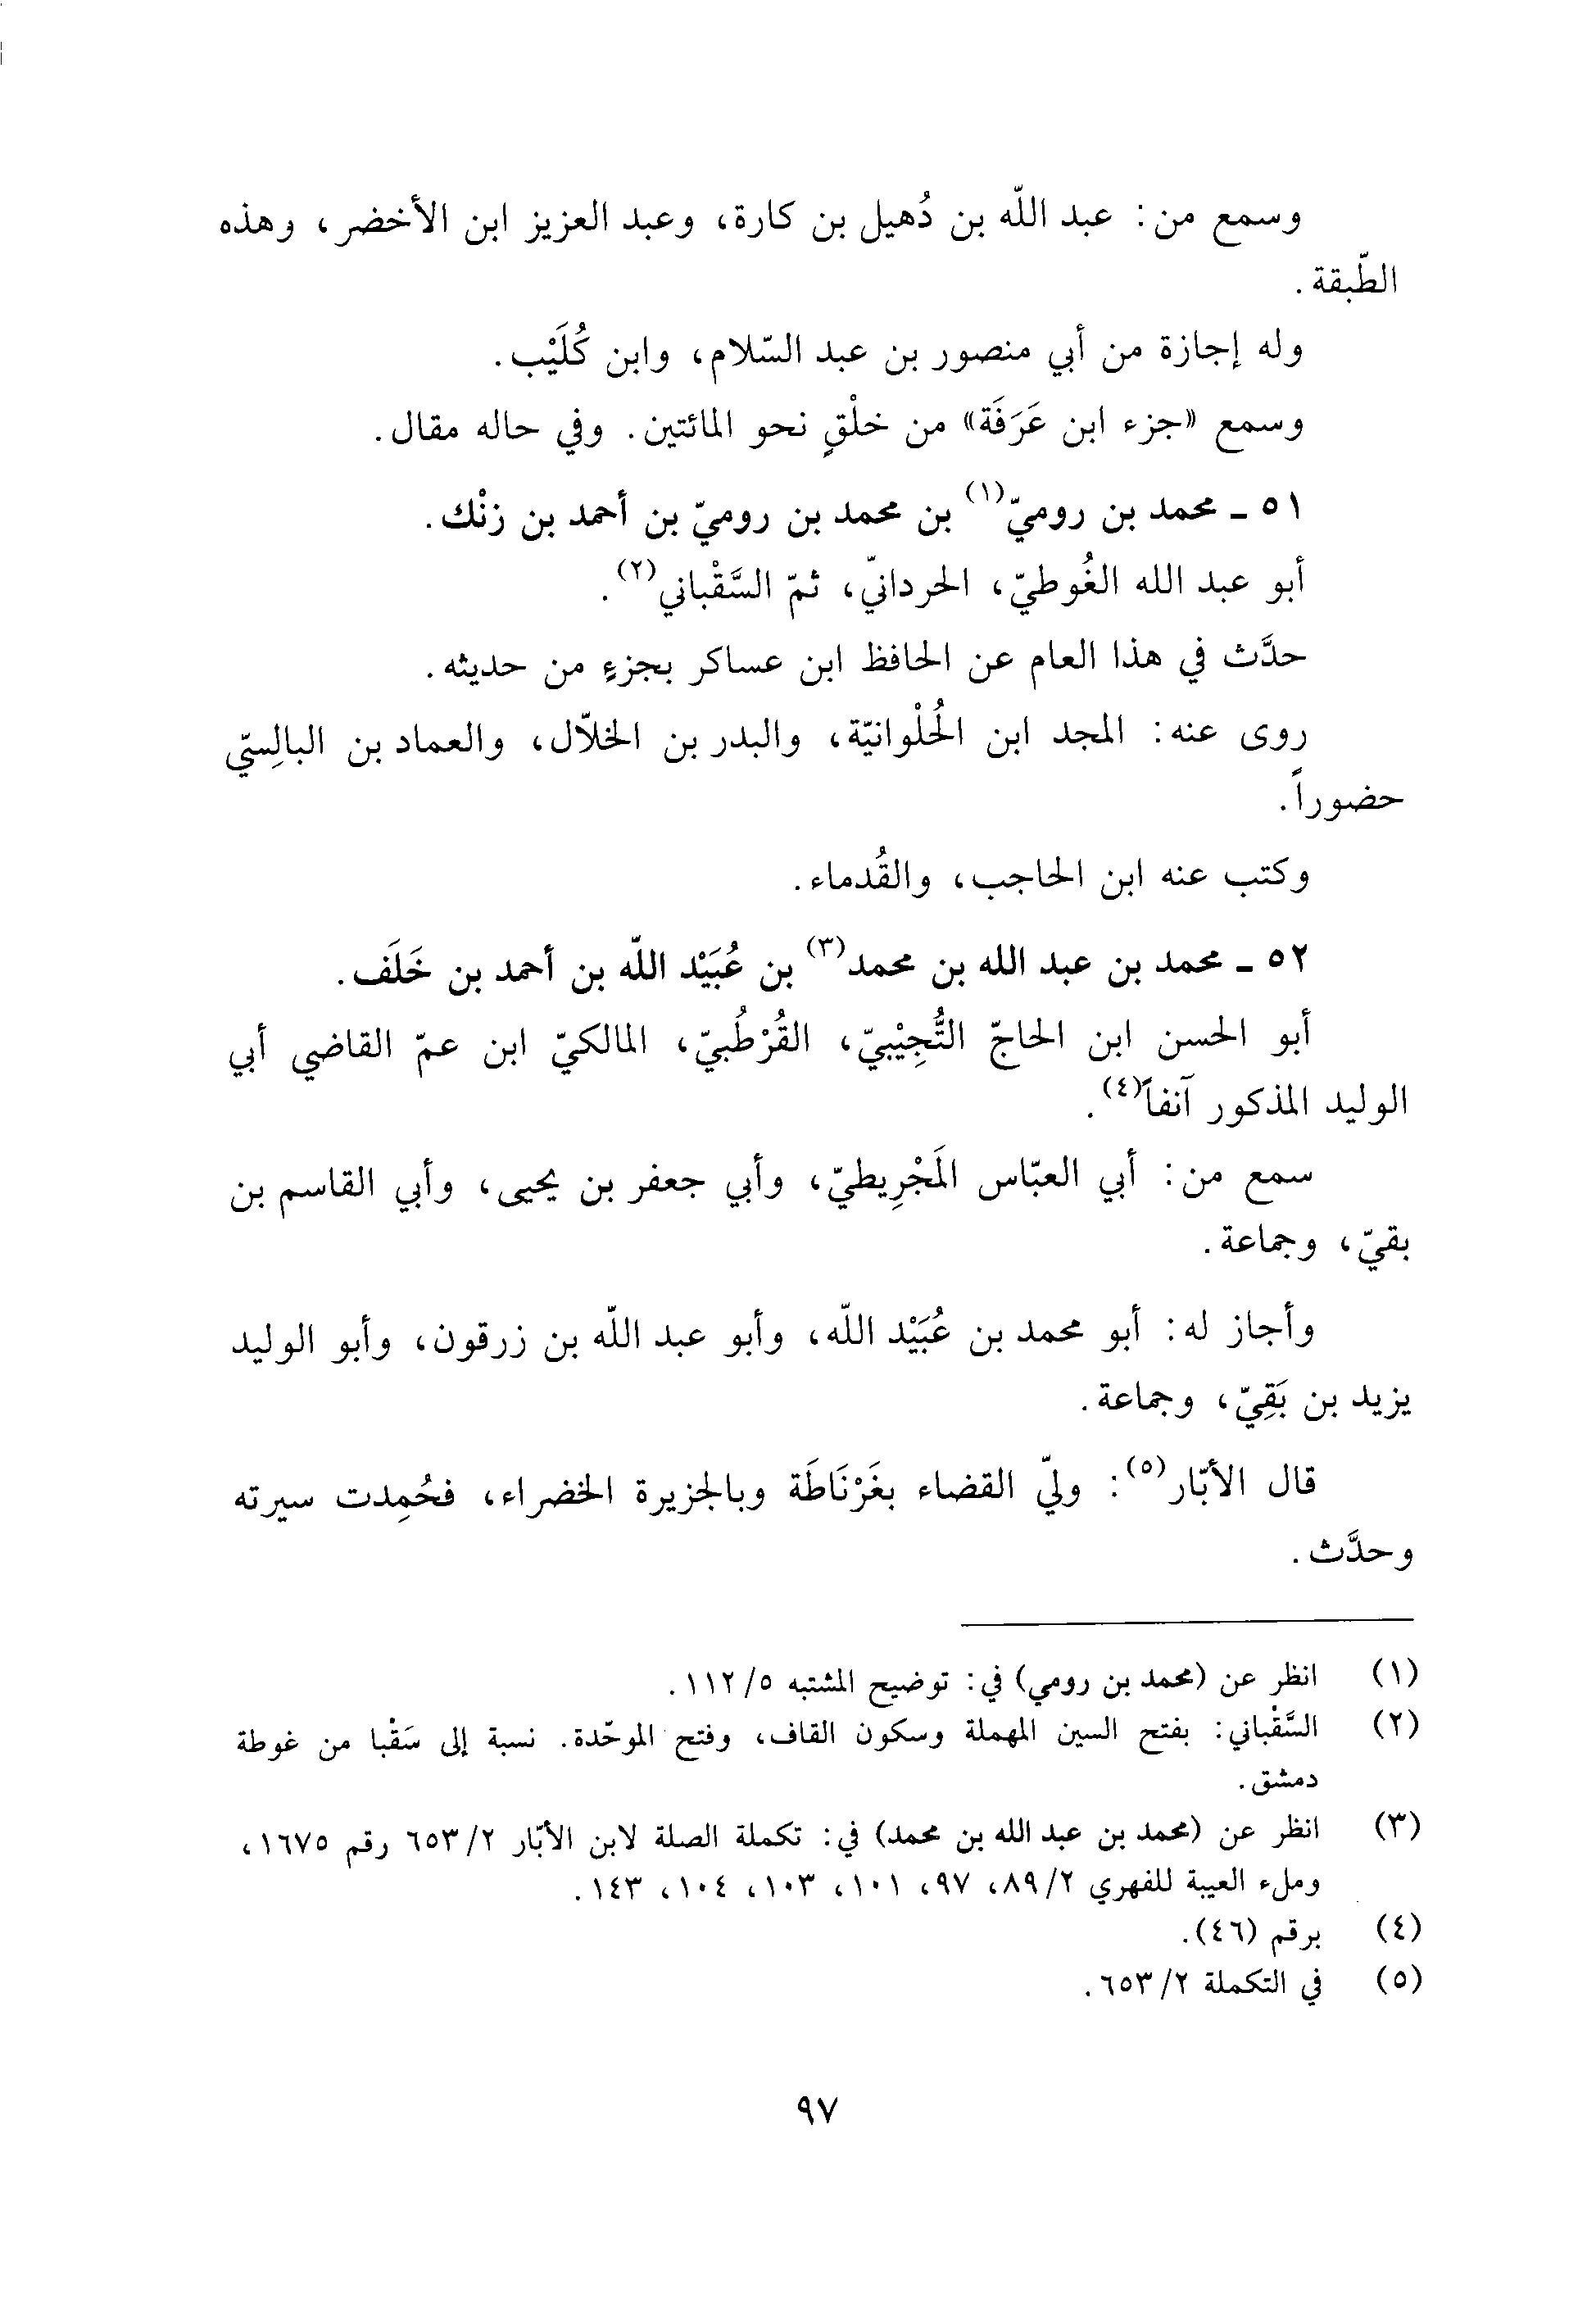 وسمع من: عبد اللّه بن دُهيل بن كارة، وعبد العزيز ابن الأخضر، وهذه
الطّبقة.
وله إجازة من أبي منصور بن عبد السّلام، وابن كُلَيْب.
وسمع «جزء ابن عَرَفَة» من خلْقٍ نحو المائتين. وفي حاله مقال.
٥١ ـ محمد بن روميّ(١) بن محمد بن روميّ بن أحمد بن زنْك.
أبو عبد الله الغُوطيّ، الحردانيّ، ثمّ السَّقْباني(٢).
حدَّث في هذا العام عن الحافظ ابن عساكر بجزءٍ من حديثه.
روى عنه: المجد ابن الحُلْوانيّة، والبدر بن الخلاّل، والعماد بن البالِسيّ
حضوراً.
وكتب عنه ابن الحاجب، والقُدماء.
٥٢ ـ محمد بن عبد الله بن محمد(٣) بن عُبَيْد اللّه بن أحمد بن خَلَف.
أبو الحسن ابن الحاجّ التُّجِيْبيّ، القُرْطُبيّ، المالكيّ ابن عمّ القاضي أبي
الوليد المذكور آنفاً(٤).
سمع من: أبي العبّاس المَجْرِيطيّ، وأبي جعفر بن يحيى، وأبي القاسم بن
بقيّ، وجماعة.
وأجاز له: أبو محمد بن عُبَيْد اللّه، وأبو عبد اللّه بن زرقون، وأبو الوليد
يزيد بن بَقِيّ، وجماعة.
قال الأبّار(٥): وليّ القضاء بغَرْنَاطَة وبالجزيرة الخضراء، فحُمِدت سيرته
وحدَّث.
(١) انظر عن (محمد بن رومي) في: توضيح المشتبه ٥/١١٢.
(٢) السَّقْباني: بفتح السين المهملة وسكون القاف، وفتح الموحّدة. نسبة إلى سَقْبا من غوطة
دمشق.
(٣) انظر عن (محمد بن عبد الله بن محمد) في: تكملة الصلة لابن الأبّار ٢/٦٥٣ رقم ١٦٧٥،
وملء العيبة للفهري ٢/٨٩، ٩٧، ١٠١، ١٠٣، ١٠٤، ١٤٣.
(٤) برقم (٤٦).
(٥) في التكملة ٢/٦٥٣.
٩٧